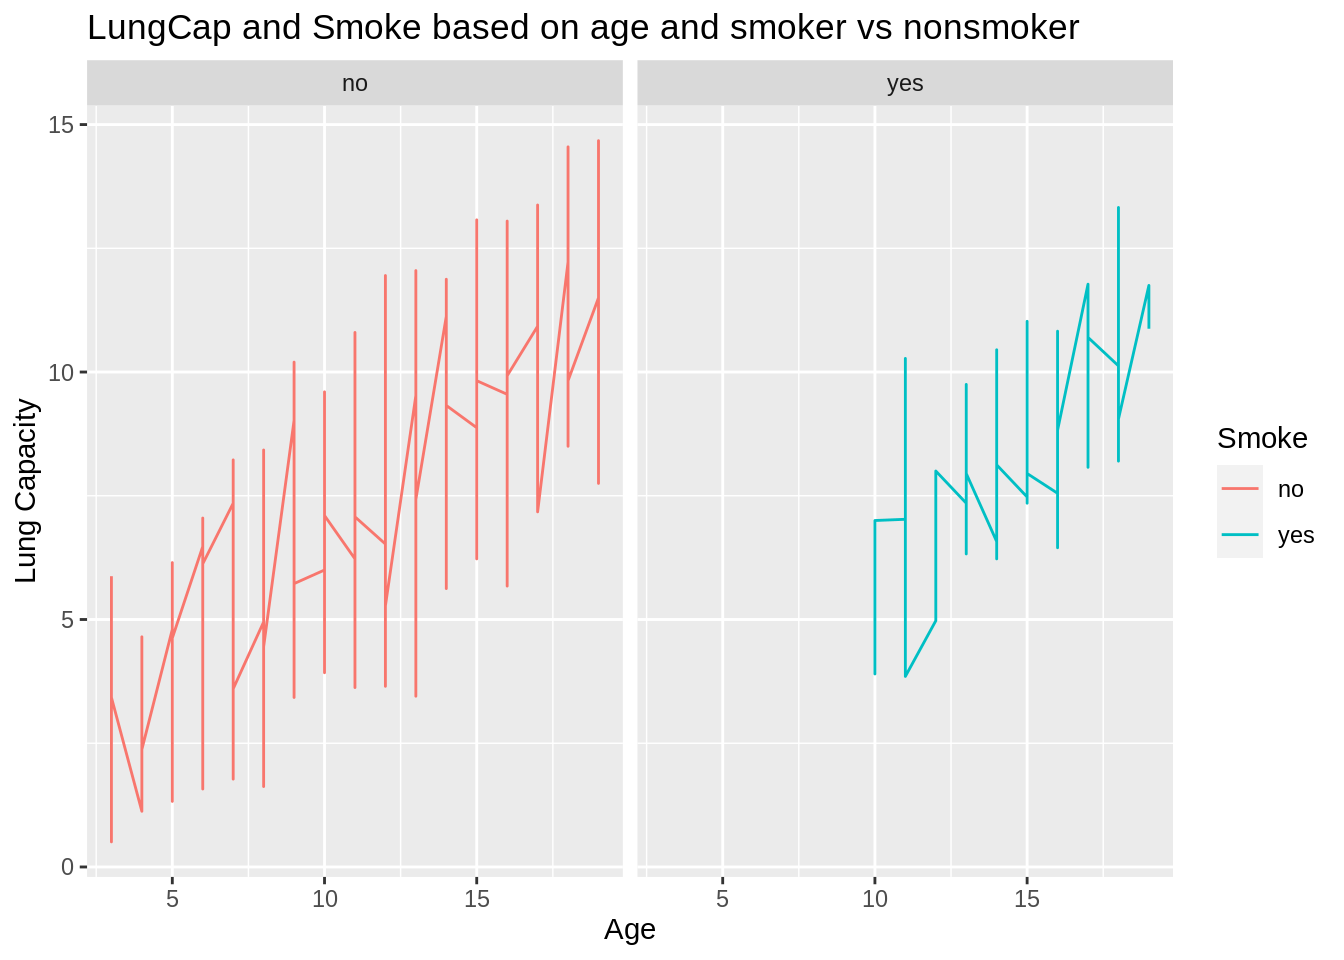 LungCap and Smoke based on age and smoker vs nonsmoker
no
yes
15
10
5
0
Lung Capacity
5
10
15
5
10
15
Age
Smoke
no
yes